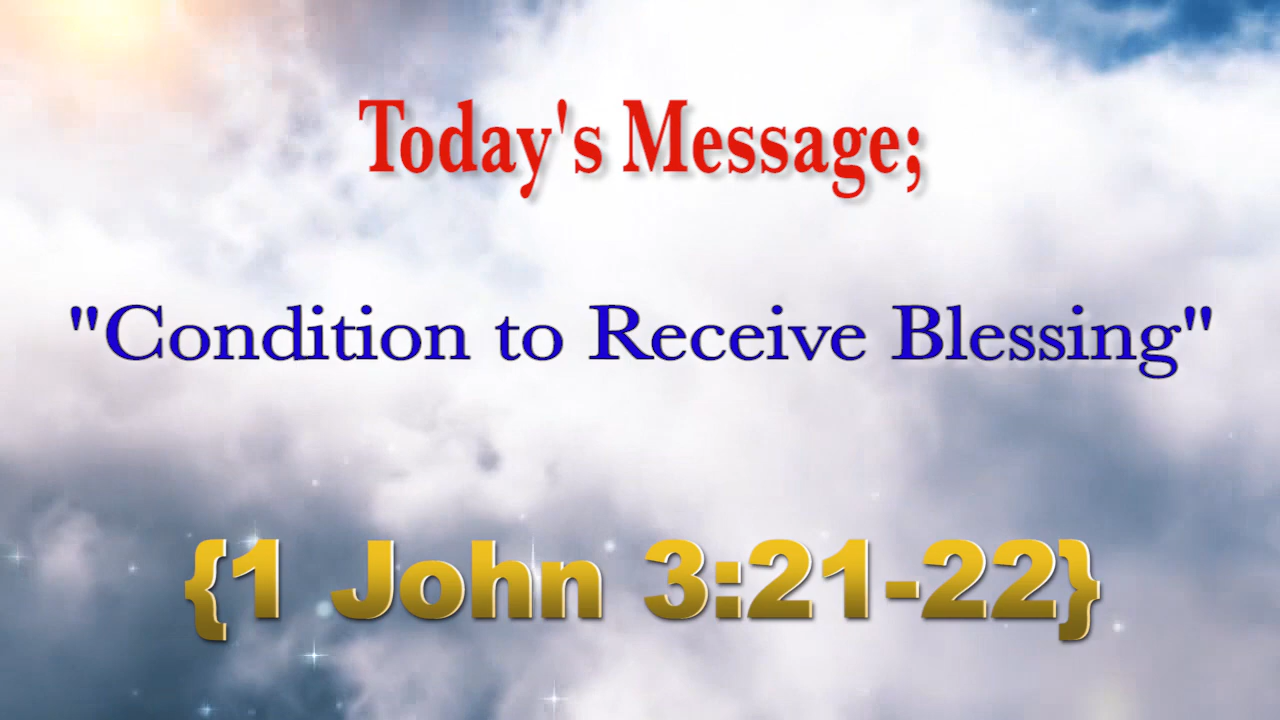 Today's Message;
"Condition to Receive Blessing"
{1 John 3:21-22}